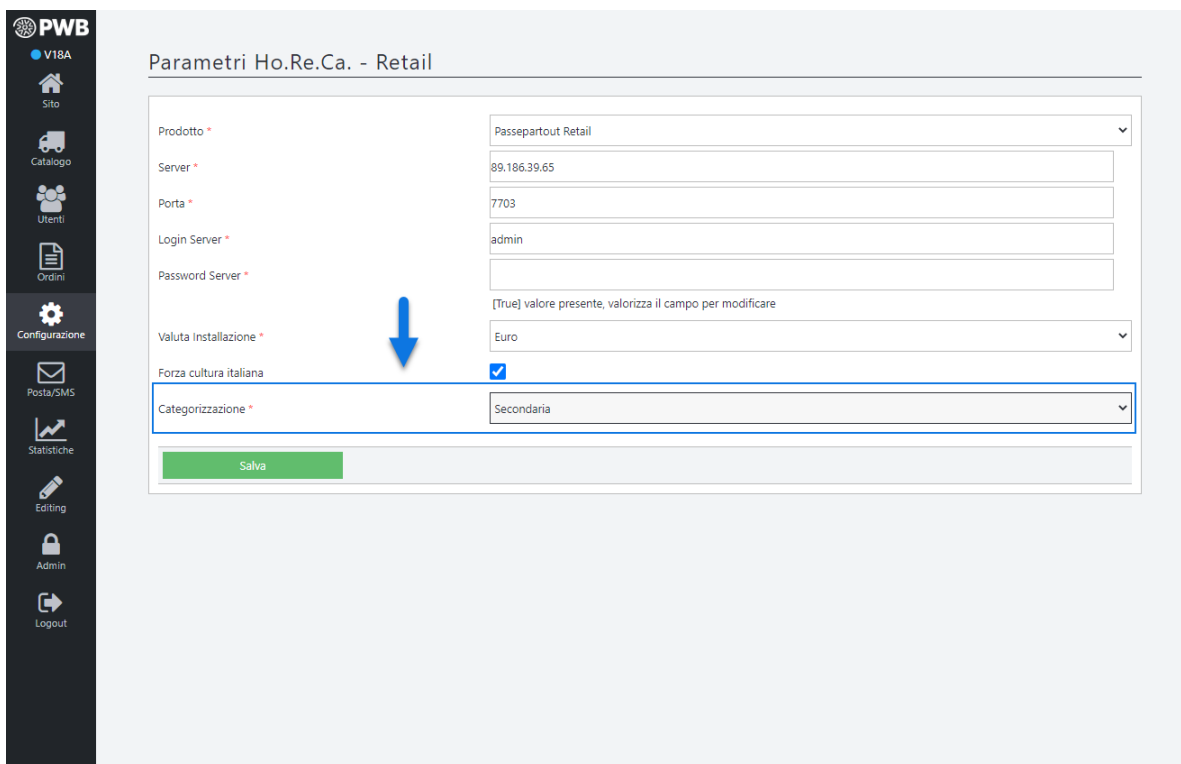 PWB
V18A
Sito
Catalogo
Utenti
Ordini
Configurazione
Posta/SMS
Statistiche
Editing
Admin
Logout
Parametri Ho.Re.Ca. - Retail
Prodotto * Passepartout Retail
Server * 89.186.39.65
Porta * 7703
Login Server * admin
Password Server *
[True] valore presente, valorizza il campo per modificare
Valuta Installazione * Euro
Forza cultura italiana
Categorizzazione * Secondaria
Salva